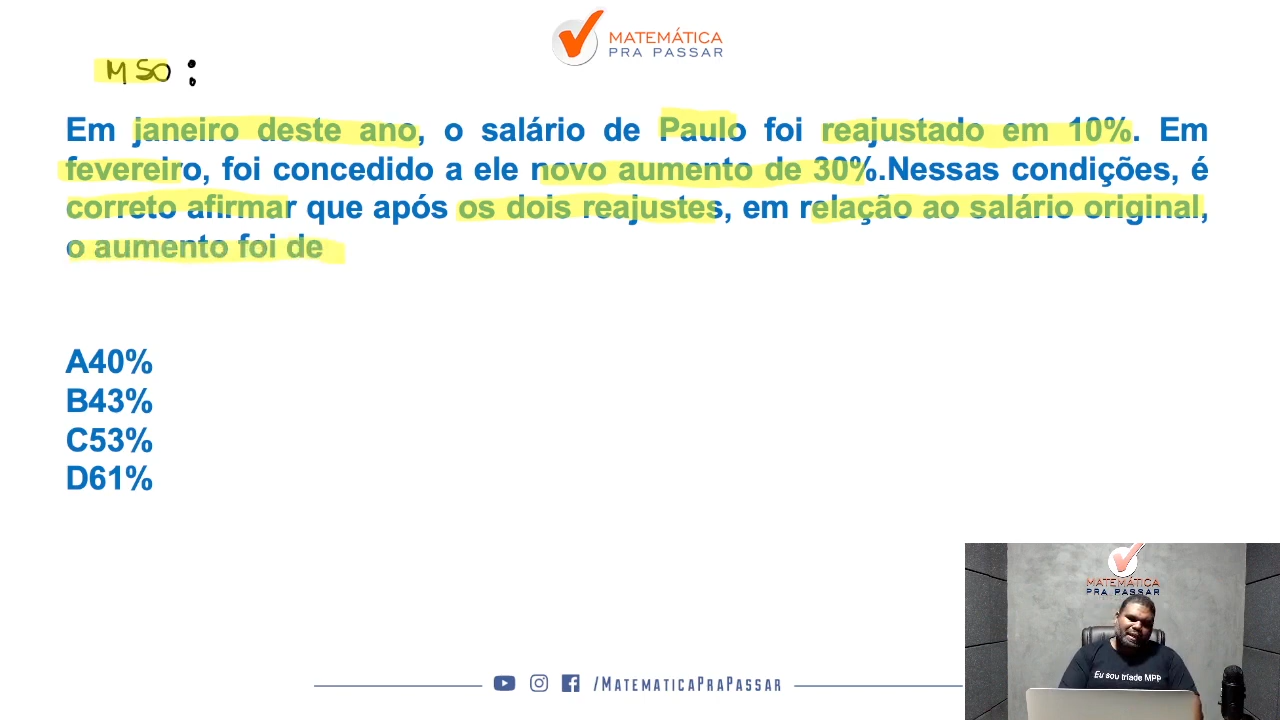 MATEMÁTICA
PRA PASSAR
MSO :
Em janeiro deste ano, o salário de Paulo foi reajustado em 10%. Em
fevereiro, foi concedido a ele novo aumento de 30%.Nessas condições, é
correto afirmar que após os dois reajustes, em relação ao salário original,
o aumento foi de
A40%
B43%
C53%
D61%
MATEMÁTICA
PRA PASSAR
Eu sou tríade MPP
/MATEMATICAPRAPASSAR